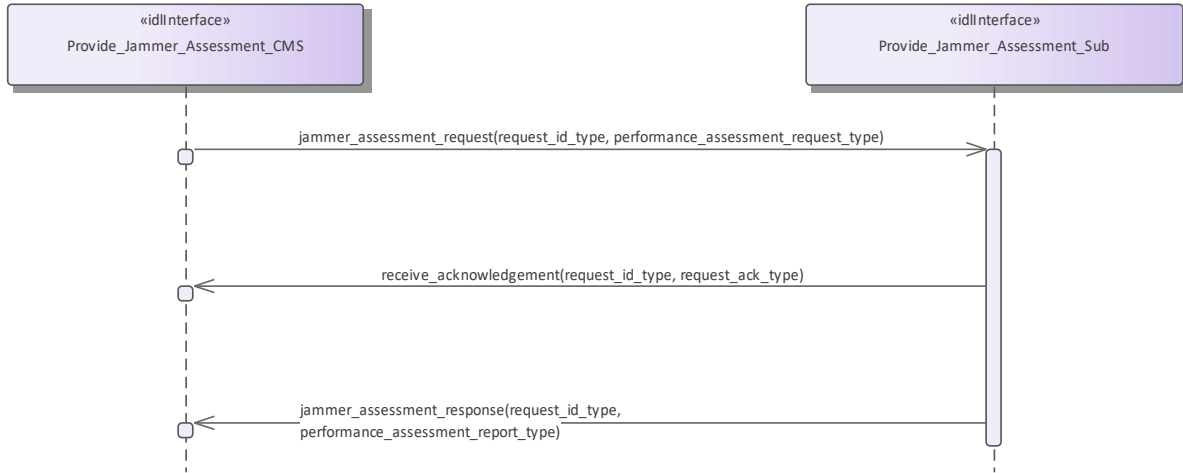 «idlInterface»
Provide_Jammer_Assessment_CMS
«idlInterface»
Provide_Jammer_Assessment_Sub
jammer_assessment_request(request_id_type, performance_assessment_request_type)
receive_acknowledgement(request_id_type, request_ack_type)
jammer_assessment_response(request_id_type,
performance_assessment_report_type)